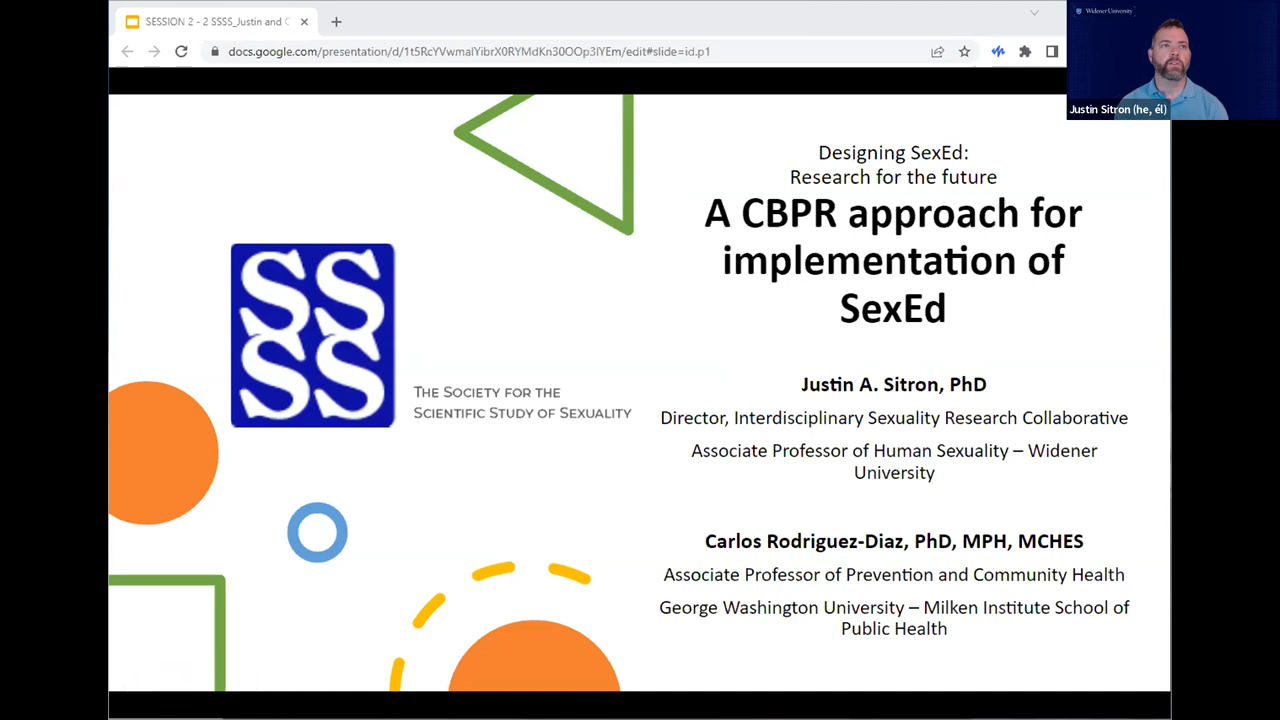 SESSION 2 - 2 SSSS_Justin and C
docs.google.com/presentation/d/1t5RcYVwmalYibrX0RYMdKn30OOp3lYEm/edit#slide=id.p1
Widener University
Justin Sitron (he, él)
Designing SexEd:
Research for the future
A CBPR approach for
implementation of
SexEd
SS
SS
THE SOCIETY FOR THE
SCIENTIFIC STUDY OF SEXUALITY
Justin A. Sitron, PhD
Director, Interdisciplinary Sexuality Research Collaborative
Associate Professor of Human Sexuality – Widener
University
Carlos Rodriguez-Diaz, PhD, MPH, MCHES
Associate Professor of Prevention and Community Health
George Washington University – Milken Institute School of
Public Health